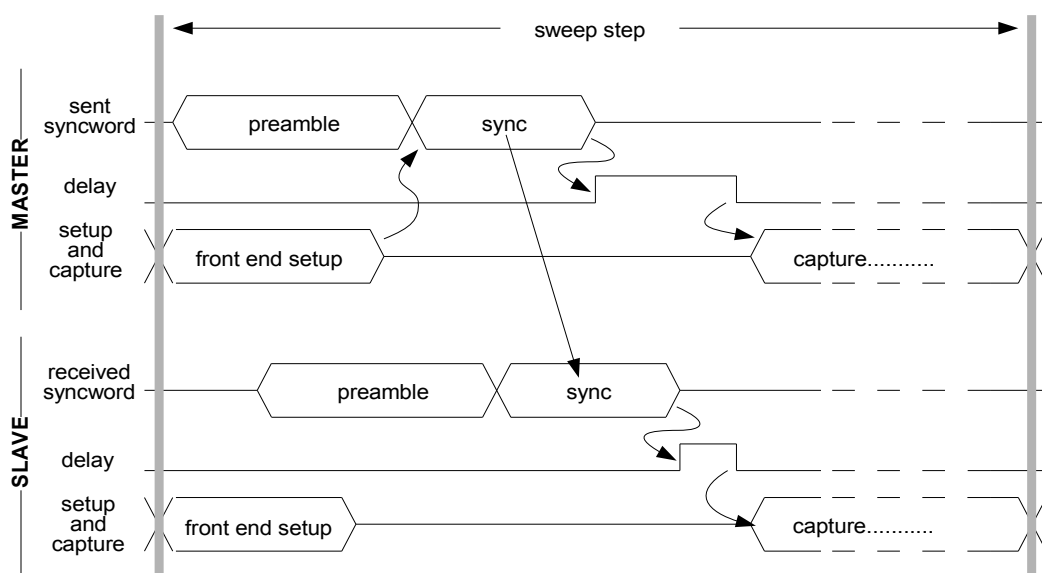 sweep step
MASTER
sent
syncword
preamble
sync
delay
setup
and
capture
front end setup
capture...........
SLAVE
received
syncword
preamble
sync
delay
setup
and
capture
front end setup
capture...........